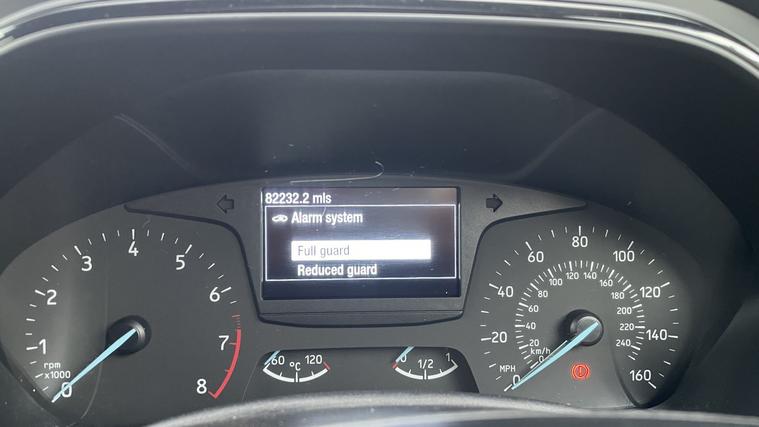 82232.2 mls
Alarm system
Full guard
Reduced guard
0 1 2 3 4 5 6 7 8
rpm
x1000
60 °C 120
0 1/2 1
0 20 40 60 80 100 120 140 160
MPH
0 20 40 60 80 100 120 140 160 180 200 220 240
km/h